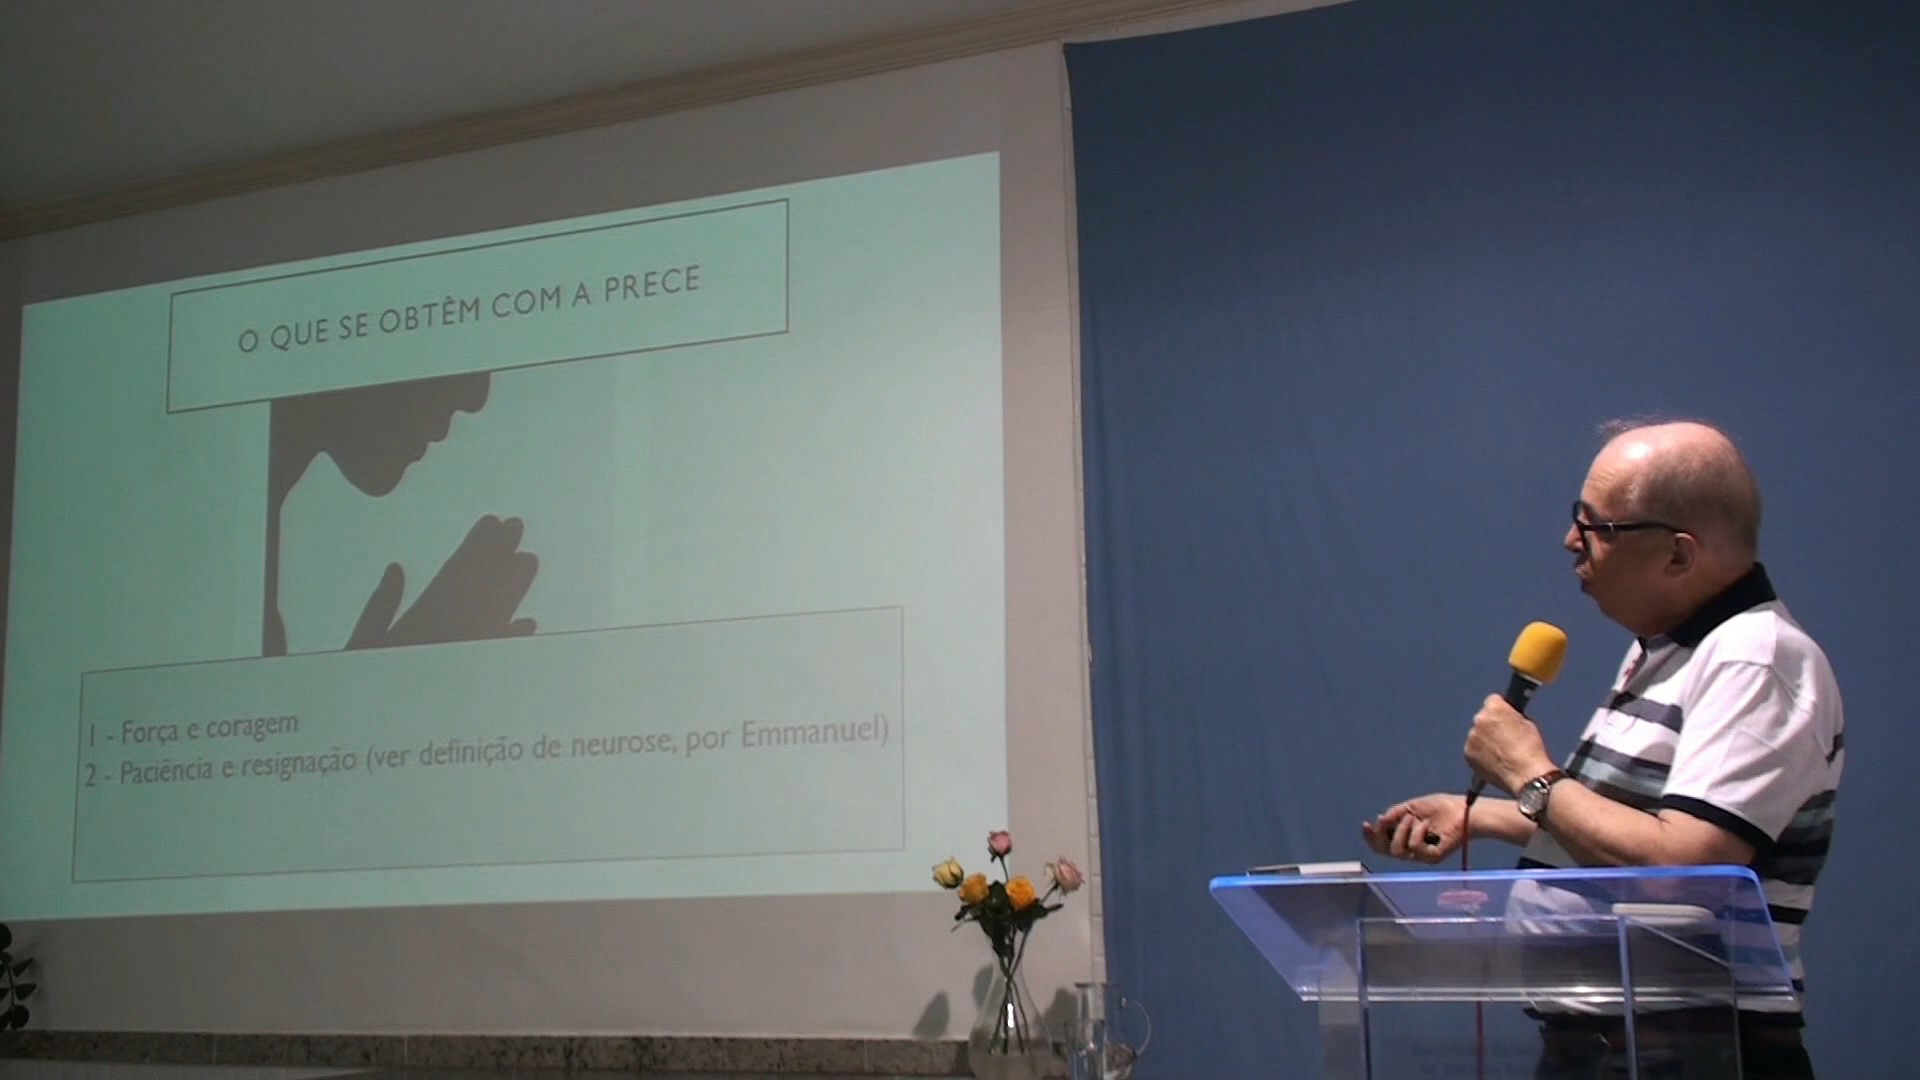 O QUE SE OBTÊM COM A PRECE
1 - Força e coragem
2 - Paciência e resignação (ver definição de neurose, por Emmanuel)